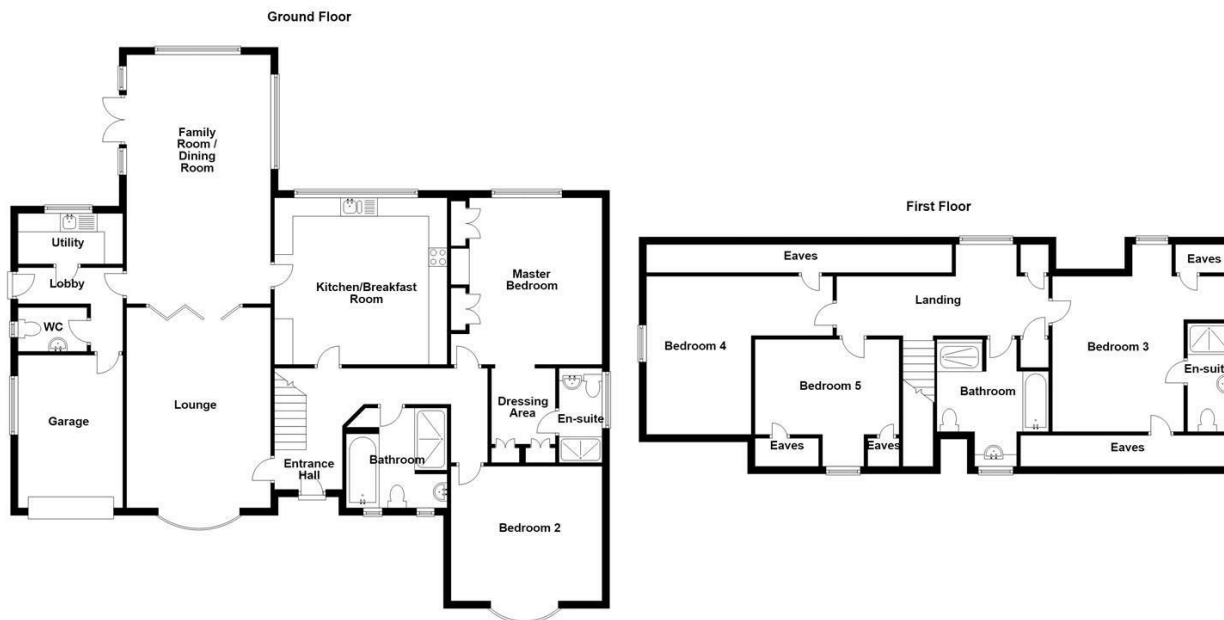 Ground Floor
Family
Room /
Dining
Room
Utility
Lobby
WC
Garage
Lounge
Kitchen/Breakfast
Room
Master
Bedroom
Dressing
Area
En-suite
Entrance
Hall
Bathroom
Bedroom 2
First Floor
Eaves
Eaves
Landing
Bedroom 4
Bedroom 5
Bathroom
Bedroom 3
En-suite
Eaves
Eaves
Eaves